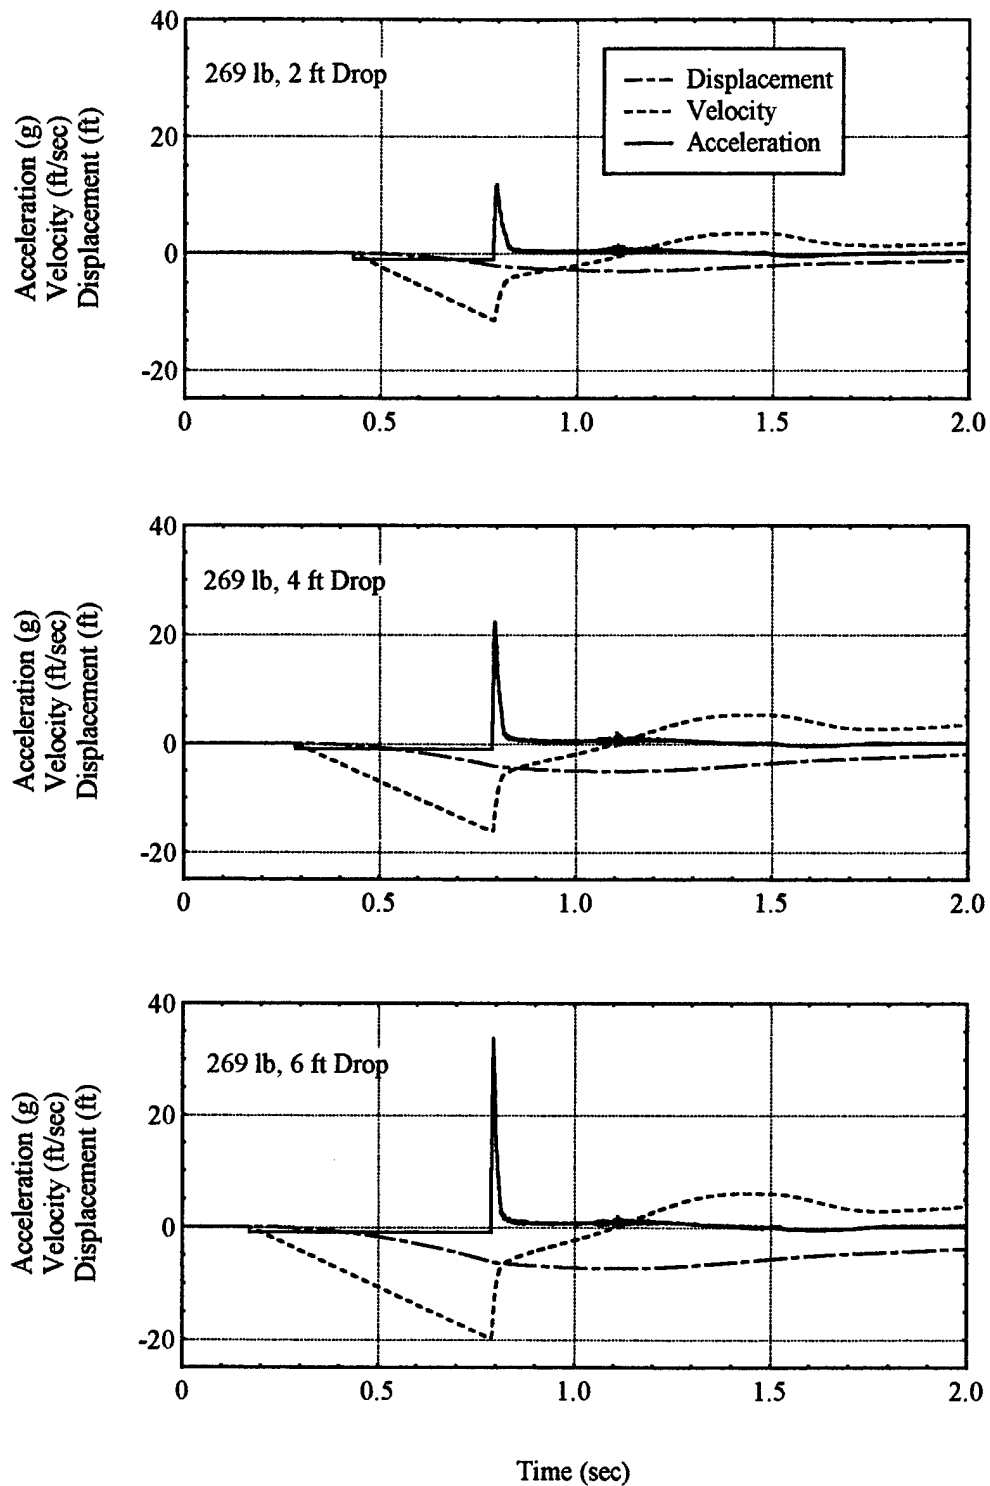 40
269 lb, 2 ft Drop
Displacement
Velocity
Acceleration
20
0
-20
Acceleration (g)
Velocity (ft/sec)
Displacement (ft)
0 0.5 1.0 1.5 2.0
40
269 lb, 4 ft Drop
20
0
-20
Acceleration (g)
Velocity (ft/sec)
Displacement (ft)
0 0.5 1.0 1.5 2.0
40
269 lb, 6 ft Drop
20
0
-20
Acceleration (g)
Velocity (ft/sec)
Displacement (ft)
0 0.5 1.0 1.5 2.0
Time (sec)